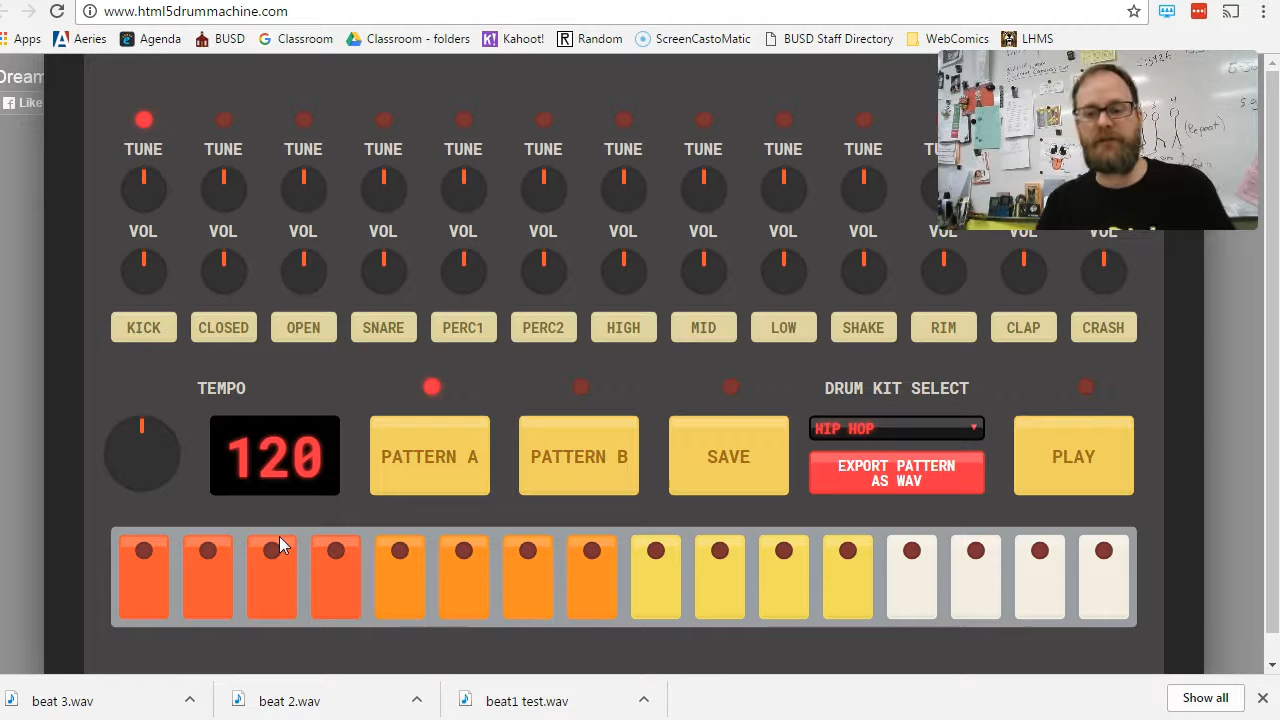 www.html5drummachine.com
Apps Aeries Agenda BUSD Classroom Classroom - folders Kahoot! Random ScreenCastoMatic BUSD Staff Directory WebComics LHMS
Dream
Like
TUNE TUNE TUNE TUNE TUNE TUNE TUNE TUNE TUNE TUNE
(Repeat)
VOL VOL VOL VOL VOL VOL VOL VOL VOL VOL VOL VOL VOL
KICK CLOSED OPEN SNARE PERC1 PERC2 HIGH MID LOW SHAKE RIM CLAP CRASH
TEMPO DRUM KIT SELECT
120 PATTERN A PATTERN B SAVE HIP HOP PLAY
EXPORT PATTERN
AS WAV
beat 3.wav beat 2.wav beat1 test.wav Show all